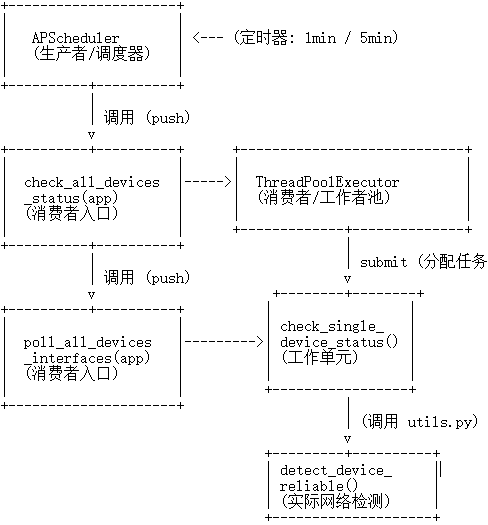 APScheduler
(生产者/调度器)
<--- (定时器: 1min / 5min)
调用 (push)
check_all_devices
_status(app)
(消费者入口)
ThreadPoolExecutor
(消费者/工作者池)
调用 (push)
submit (分配任务
poll_all_devices
_interfaces(app)
(消费者入口)
check_single_
device_status()
(工作单元)
(调用 utils.py)
detect_device_
reliable()
(实际网络检测)